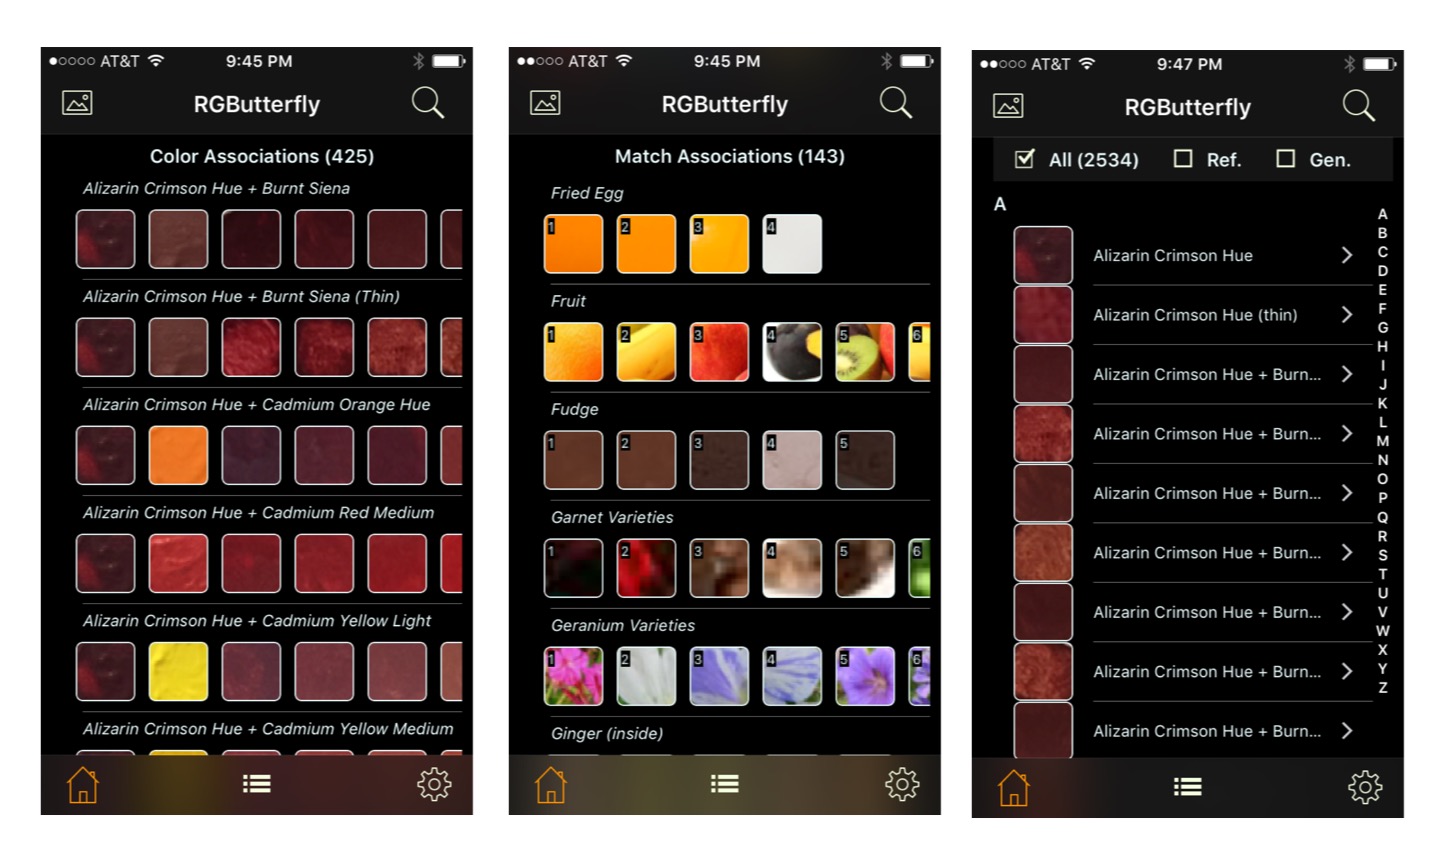 AT&T 9:45 PM
RGButterfly
Color Associations (425)
Alizarin Crimson Hue + Burnt Siena
Alizarin Crimson Hue + Burnt Siena (Thin)
Alizarin Crimson Hue + Cadmium Orange Hue
Alizarin Crimson Hue + Cadmium Red Medium
Alizarin Crimson Hue + Cadmium Yellow Light
Alizarin Crimson Hue + Cadmium Yellow Medium
AT&T 9:45 PM
RGButterfly
Match Associations (143)
Fried Egg
1 2 3 4
Fruit
1 2 3 4 5 6
Fudge
1 2 3 4 5
Garnet Varieties
1 2 3 4 5 6
Geranium Varieties
1 2 3 4 5 6
Ginger (inside)
AT&T 9:47 PM
RGButterfly
All (2534) Ref. Gen.
A
Alizarin Crimson Hue
Alizarin Crimson Hue (thin)
Alizarin Crimson Hue + Burn...
Alizarin Crimson Hue + Burn...
Alizarin Crimson Hue + Burn...
Alizarin Crimson Hue + Burn...
Alizarin Crimson Hue + Burn...
Alizarin Crimson Hue + Burn...
Alizarin Crimson Hue + Burn...
A
B
C
D
E
F
G
H
I
J
K
L
M
N
O
P
Q
R
S
T
U
V
W
X
Y
Z